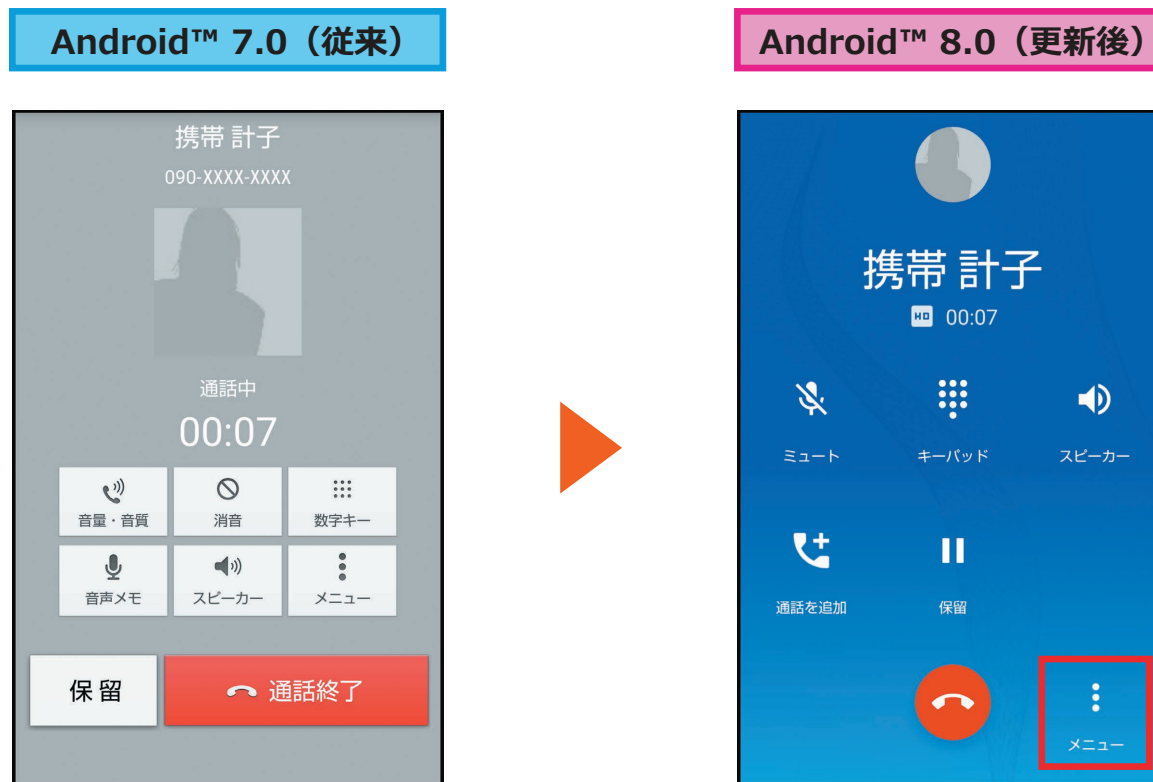 Android™ 7.0（従来）
携帯 計子
090-XXXX-XXXX
通話中
00:07
音量・音質 消音 数字キー
音声メモ スピーカー メニュー
保留 通話終了
Android™ 8.0（更新後）
携帯 計子
HD 00:07
ミュート キーパッド スピーカー
通話を追加 保留
メニュー